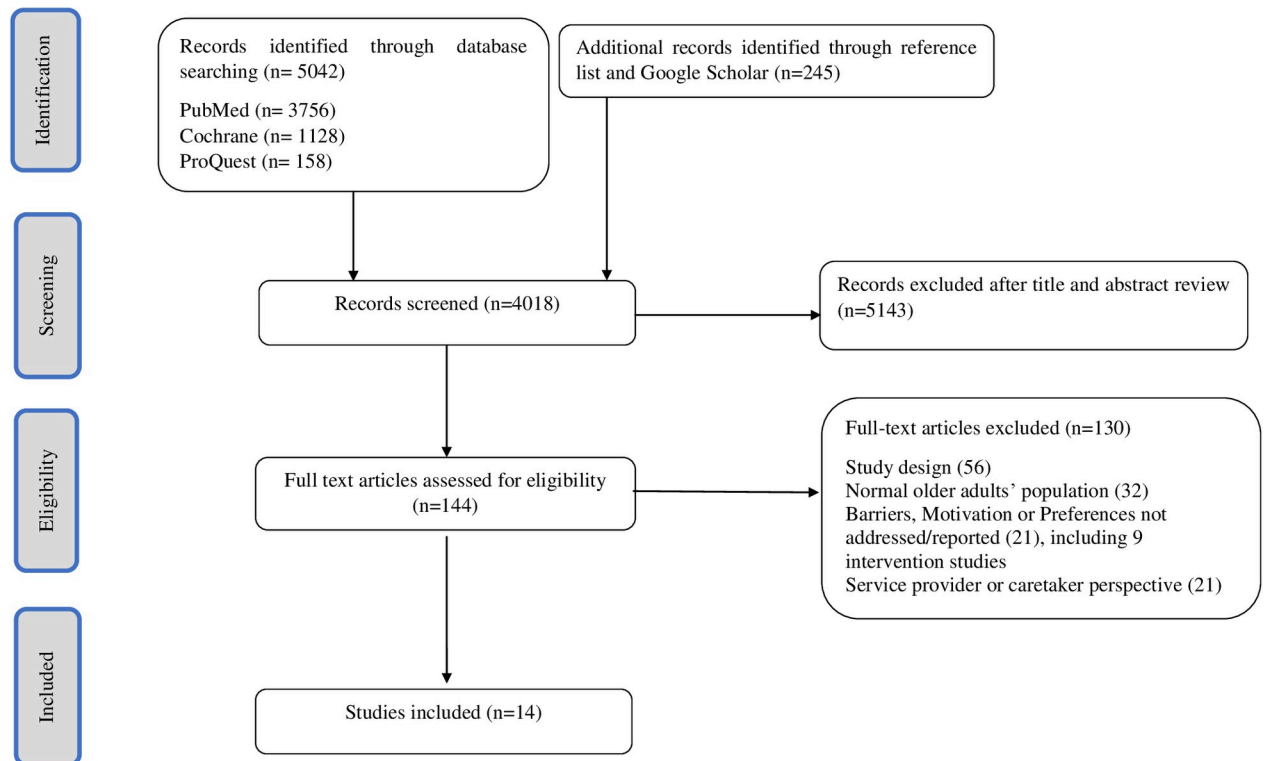 Identification
Records identified through database
searching (n= 5042)
PubMed (n= 3756)
Cochrane (n= 1128)
ProQuest (n= 158)
Additional records identified through reference
list and Google Scholar (n=245)
Screening
Records screened (n=4018)
Records excluded after title and abstract review
(n=5143)
Eligibility
Full text articles assessed for eligibility
(n=144)
Full-text articles excluded (n=130)
Study design (56)
Normal older adults’ population (32)
Barriers, Motivation or Preferences not
addressed/reported (21), including 9
intervention studies
Service provider or caretaker perspective (21)
Included
Studies included (n=14)